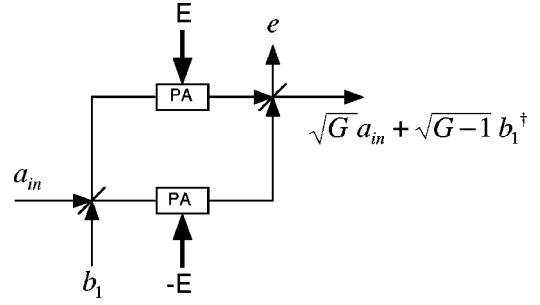 E
e
PA
√G a_in + √G−1 b_1^†
a_in
PA
b_1
-E